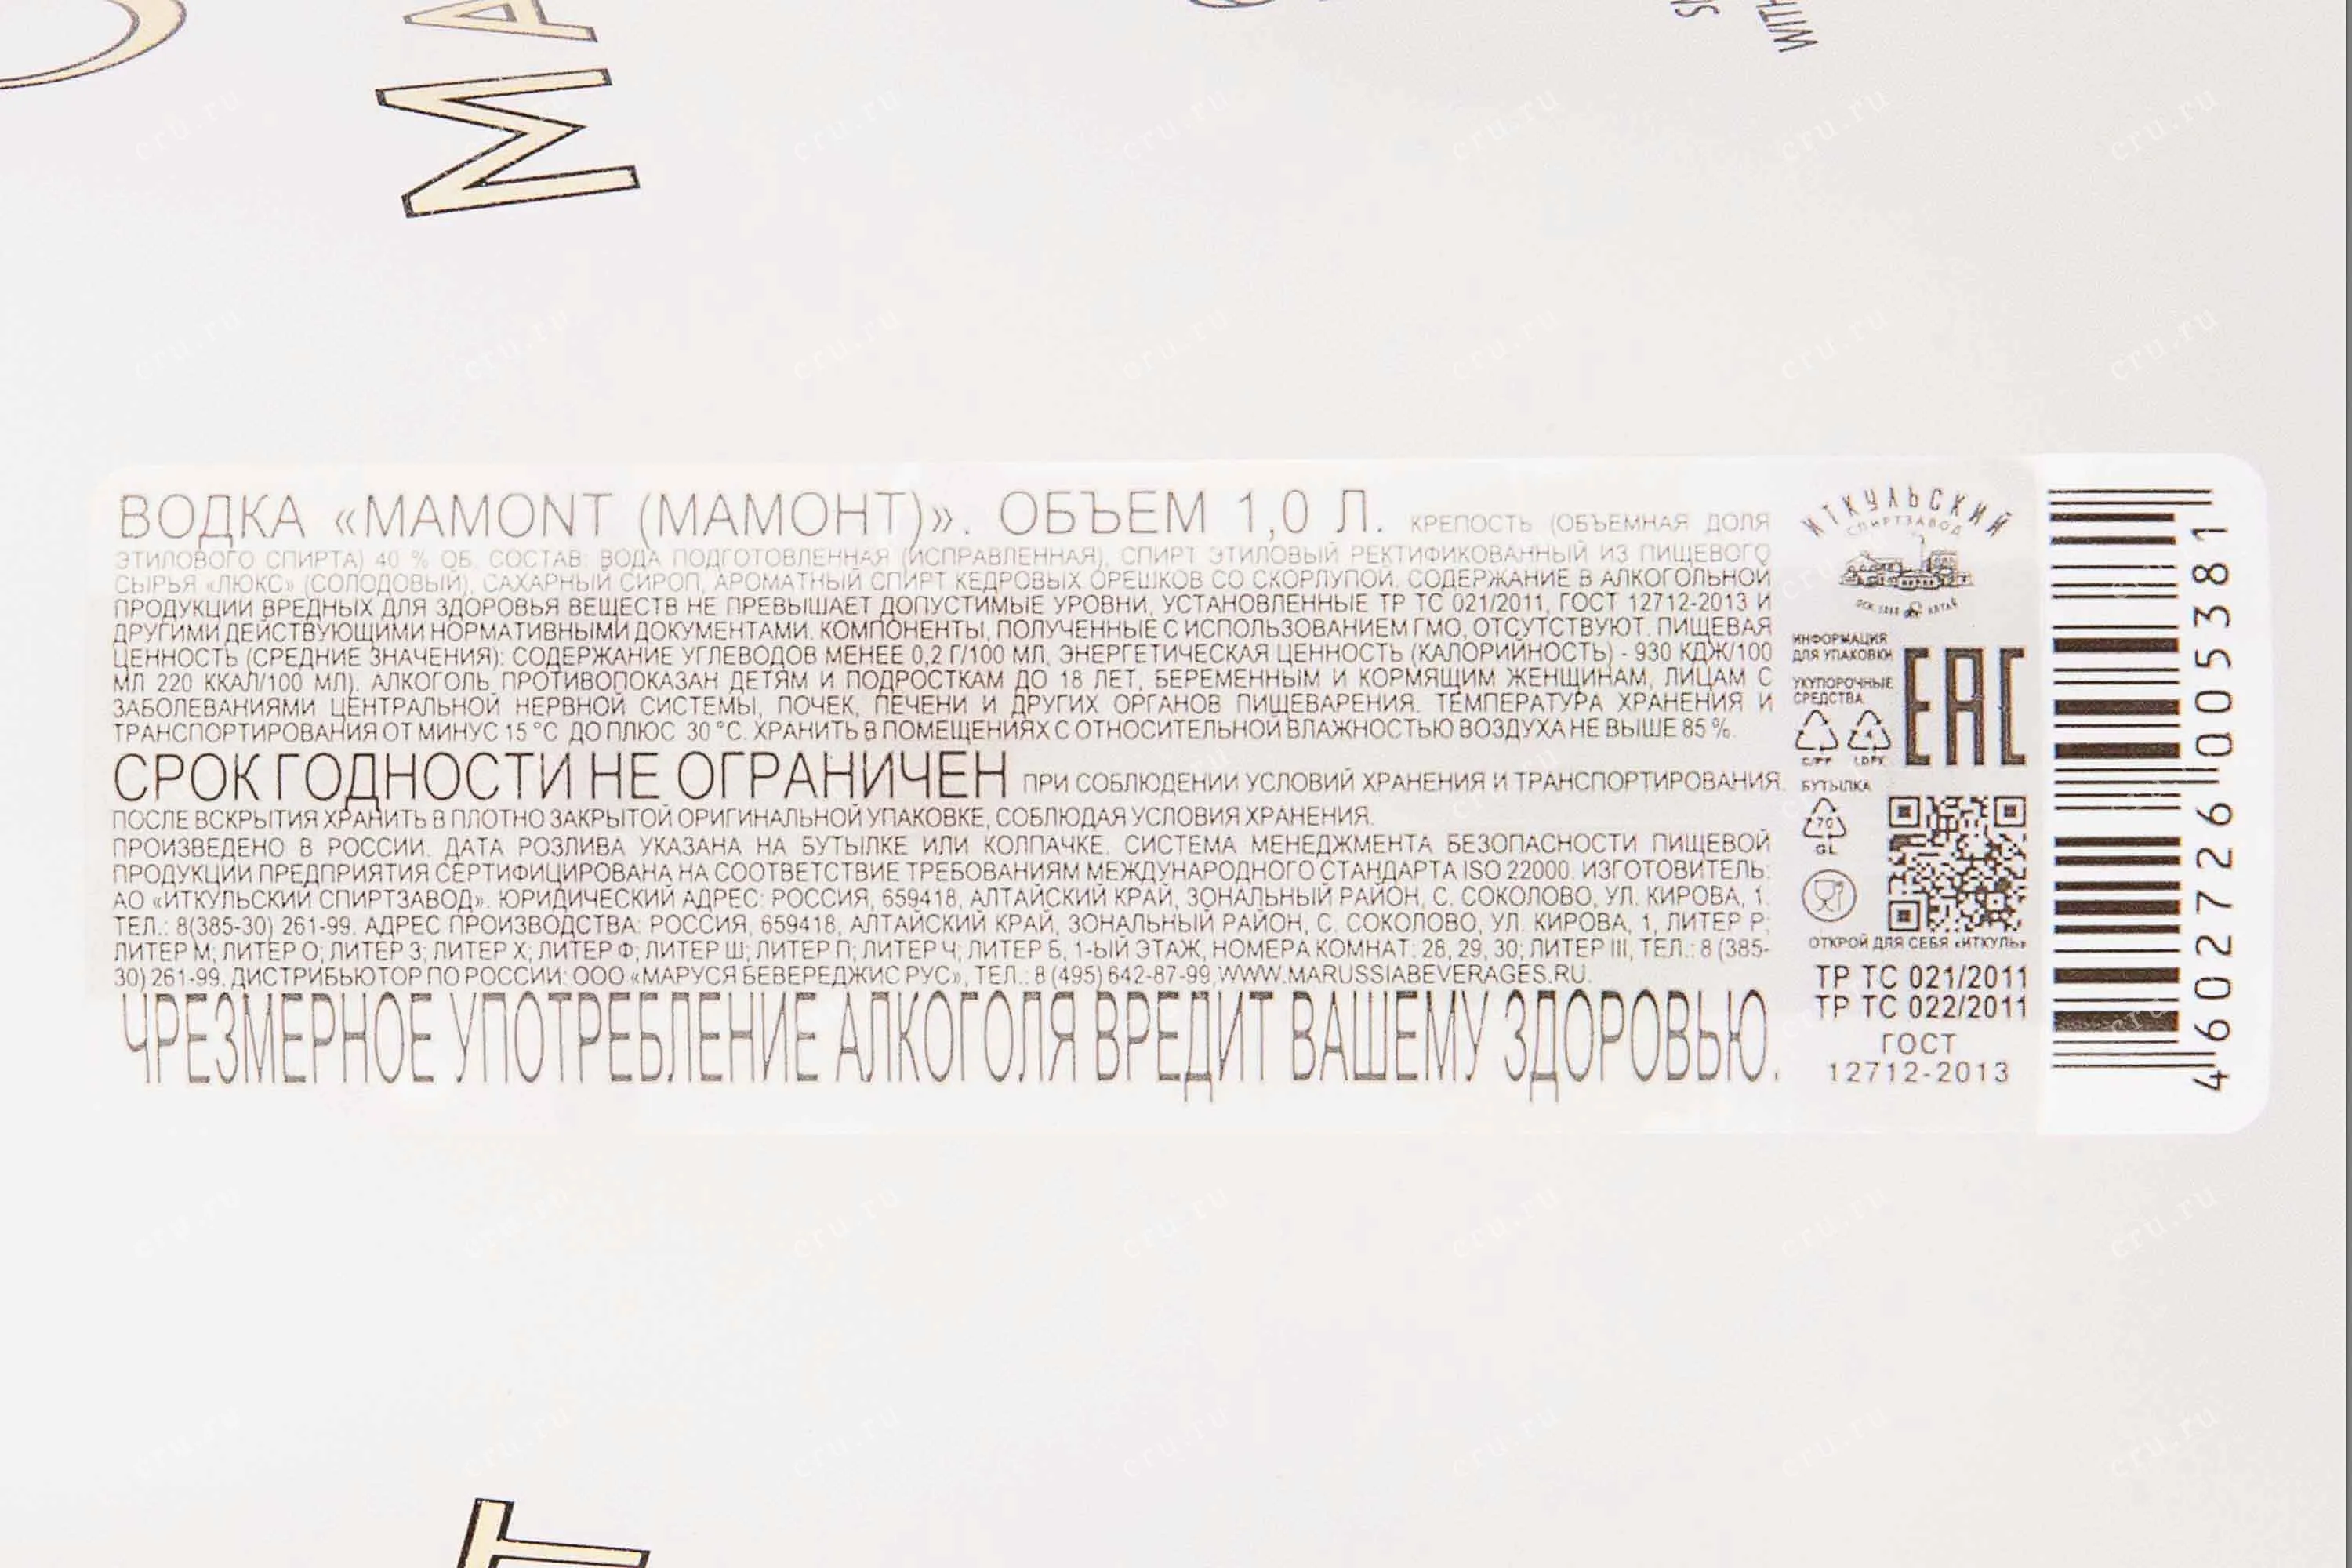 MA
WITH
ВОДКА «MAMONT (МАМОНТ)». ОБЪЕМ 1,0 Л. КРЕПОСТЬ (ОБЪЕМНАЯ ДОЛЯ
ЭТИЛОВОГО СПИРТА) 40 % ОБ. СОСТАВ: ВОДА ПОДГОТОВЛЕННАЯ (ИСПРАВЛЕННАЯ), СПИРТ ЭТИЛОВЫЙ РЕКТИФИКОВАННЫЙ ИЗ ПИЩЕВОГО
СЫРЬЯ «ЛЮКС» (СОЛОДОВЫЙ), САХАРНЫЙ СИРОП, АРОМАТНЫЙ СПИРТ КЕДРОВЫХ ОРЕШКОВ СО СКОРЛУПОЙ. СОДЕРЖАНИЕ В АЛКОГОЛЬНОЙ
ПРОДУКЦИИ ВРЕДНЫХ ДЛЯ ЗДОРОВЬЯ ВЕЩЕСТВ НЕ ПРЕВЫШАЕТ ДОПУСТИМЫЕ УРОВНИ, УСТАНОВЛЕННЫЕ ТР ТС 021/2011, ГОСТ 12712-2013 И
ДРУГИМИ ДЕЙСТВУЮЩИМИ НОРМАТИВНЫМИ ДОКУМЕНТАМИ. КОМПОНЕНТЫ, ПОЛУЧЕННЫЕ С ИСПОЛЬЗОВАНИЕМ ГМО, ОТСУТСТВУЮТ. ПИЩЕВАЯ
ЦЕННОСТЬ (СРЕДНИЕ ЗНАЧЕНИЯ): СОДЕРЖАНИЕ УГЛЕВОДОВ МЕНЕЕ 0,2 Г/100 МЛ, ЭНЕРГЕТИЧЕСКАЯ ЦЕННОСТЬ (КАЛОРИЙНОСТЬ) - 930 КДЖ/100
МЛ 220 ККАЛ/100 МЛ). АЛКОГОЛЬ ПРОТИВОПОКАЗАН ДЕТЯМ И ПОДРОСТКАМ ДО 18 ЛЕТ, БЕРЕМЕННЫМ И КОРМЯЩИМ ЖЕНЩИНАМ, ЛИЦАМ С
ЗАБОЛЕВАНИЯМИ ЦЕНТРАЛЬНОЙ НЕРВНОЙ СИСТЕМЫ, ПОЧЕК, ПЕЧЕНИ И ДРУГИХ ОРГАНОВ ПИЩЕВАРЕНИЯ. ТЕМПЕРАТУРА ХРАНЕНИЯ И
ТРАНСПОРТИРОВАНИЯ ОТ МИНУС 15 °С ДО ПЛЮС 30 °С. ХРАНИТЬ В ПОМЕЩЕНИЯХ С ОТНОСИТЕЛЬНОЙ ВЛАЖНОСТЬЮ ВОЗДУХА НЕ ВЫШЕ 85 %.
СРОК ГОДНОСТИ НЕ ОГРАНИЧЕН ПРИ СОБЛЮДЕНИИ УСЛОВИЙ ХРАНЕНИЯ И ТРАНСПОРТИРОВАНИЯ.
ПОСЛЕ ВСКРЫТИЯ ХРАНИТЬ В ПЛОТНО ЗАКРЫТОЙ ОРИГИНАЛЬНОЙ УПАКОВКЕ, СОБЛЮДАЯ УСЛОВИЯ ХРАНЕНИЯ.
ПРОИЗВЕДЕНО В РОССИИ. ДАТА РОЗЛИВА УКАЗАНА НА БУТЫЛКЕ ИЛИ КОЛПАЧКЕ. СИСТЕМА МЕНЕДЖМЕНТА БЕЗОПАСНОСТИ ПИЩЕВОЙ
ПРОДУКЦИИ ПРЕДПРИЯТИЯ СЕРТИФИЦИРОВАНА НА СООТВЕТСТВИЕ ТРЕБОВАНИЯМ МЕЖДУНАРОДНОГО СТАНДАРТА ISO 22000. ИЗГОТОВИТЕЛЬ:
АО «ИТКУЛЬСКИЙ СПИРТЗАВОД». ЮРИДИЧЕСКИЙ АДРЕС: РОССИЯ, 659418, АЛТАЙСКИЙ КРАЙ, ЗОНАЛЬНЫЙ РАЙОН, С. СОКОЛОВО, УЛ. КИРОВА, 1.
ТЕЛ.: 8(385-30) 261-99. АДРЕС ПРОИЗВОДСТВА: РОССИЯ, 659418, АЛТАЙСКИЙ КРАЙ, ЗОНАЛЬНЫЙ РАЙОН, С. СОКОЛОВО, УЛ. КИРОВА, 1, ЛИТЕР Р;
ЛИТЕР М; ЛИТЕР О; ЛИТЕР З; ЛИТЕР Х; ЛИТЕР Ф; ЛИТЕР Ш; ЛИТЕР П; ЛИТЕР Ч; ЛИТЕР Б, 1-ЫЙ ЭТАЖ, НОМЕРА КОМНАТ: 28, 29, 30; ЛИТЕР III, ТЕЛ.: 8 (385-
30) 261-99. ДИСТРИБЬЮТОР ПО РОССИИ: ООО «МАРУСЯ БЕВЕРЕДЖИС РУС», ТЕЛ.: 8 (495) 642-87-99, WWW.MARUSSIABEVERAGES.RU.
ЧРЕЗМЕРНОЕ УПОТРЕБЛЕНИЕ АЛКОГОЛЯ ВРЕДИТ ВАШЕМУ ЗДОРОВЬЮ.
ИТКУЛЬСКИЙ
СПИРТЗАВОД
ОСН. 1868 АЛТАЙ
ИНФОРМАЦИЯ
ДЛЯ УПАКОВКИ
EAC
УКУПОРОЧНЫЕ
СРЕДСТВА
4
C/PP LDPE
БУТЫЛКА
70
GL
ОТКРОЙ ДЛЯ СЕБЯ «ИТКУЛЬ»
ТР ТС 021/2011
ТР ТС 022/2011
ГОСТ
12712-2013
4 602726 005381
T
cru.ru